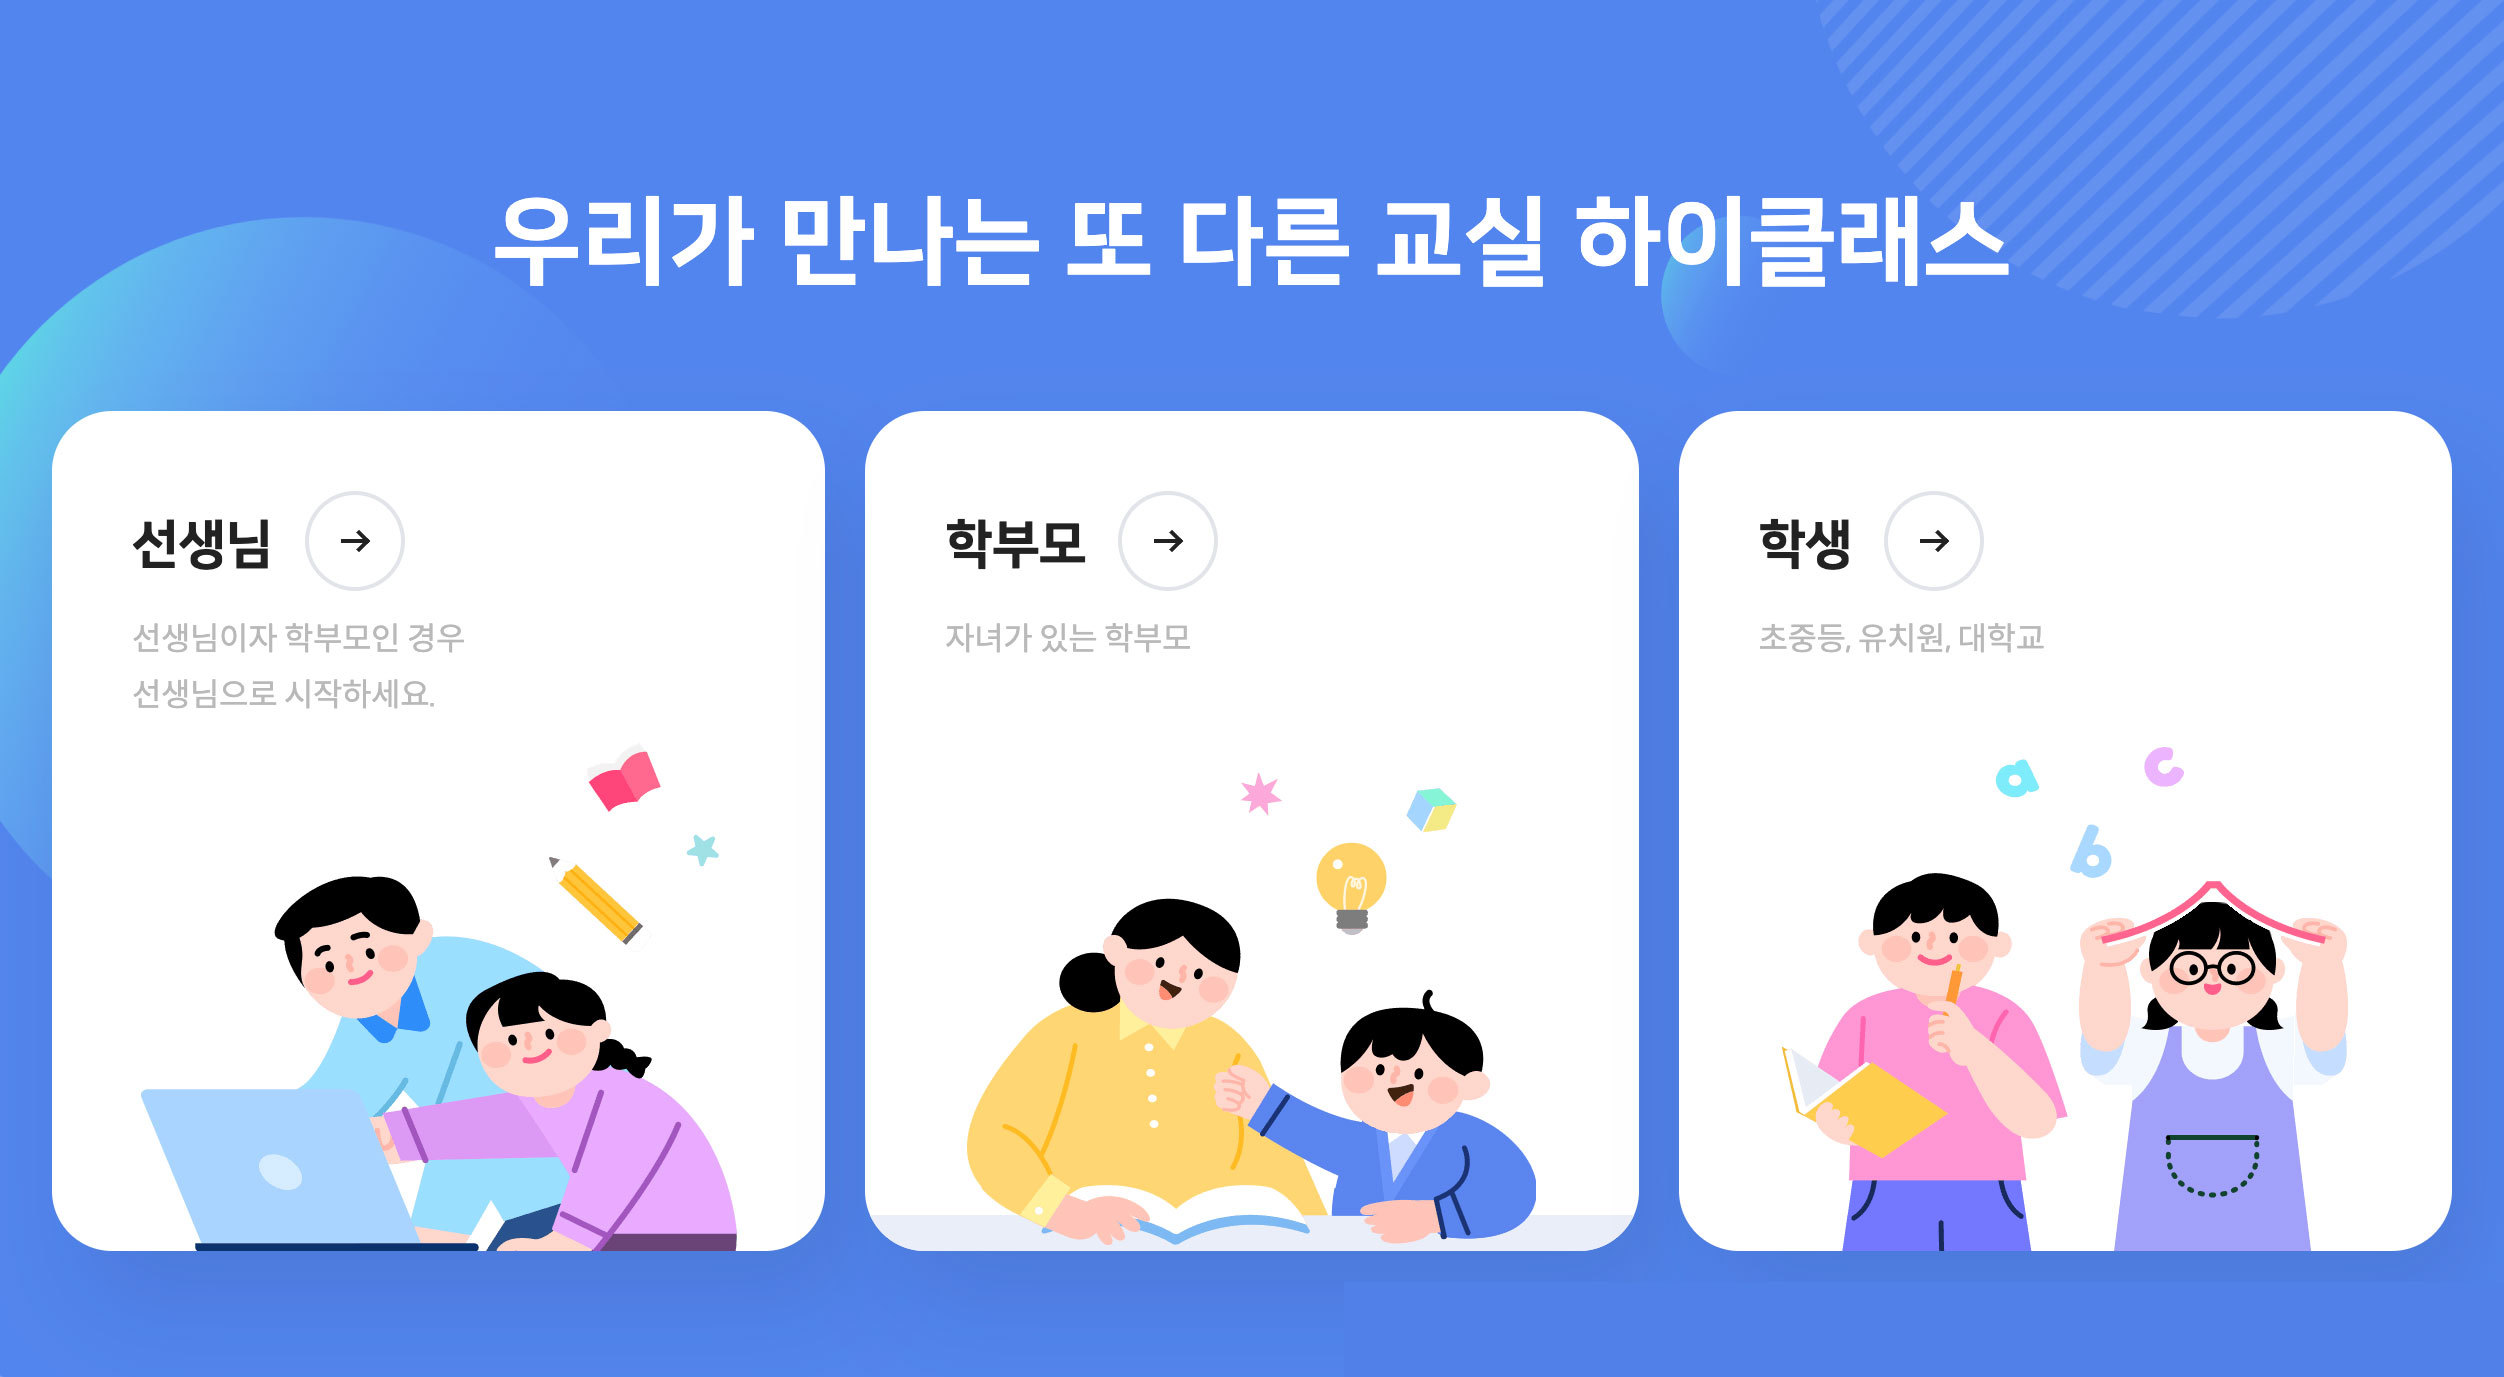 우리가 만나는 또 다른 교실 하이클래스
선생님
선생님이자 학부모인 경우
선생님으로 시작하세요.
학부모
자녀가 있는 학부모
학생
초중등, 유치원, 대학교
a
c
b